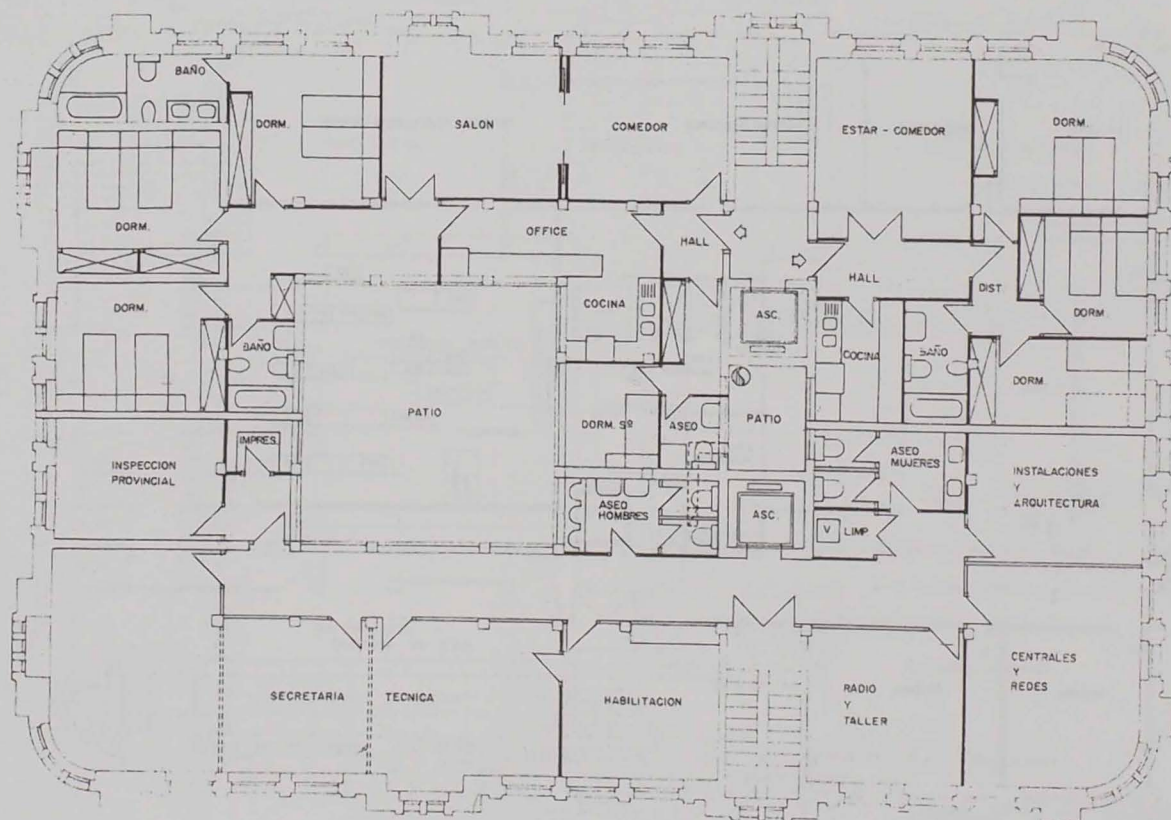 BAÑO
DORM.
SALON
COMEDOR
ESTAR - COMEDOR
DORM.
DORM.
OFFICE
HALL
HALL
DIST.
DORM.
DORM.
COCINA
ASC.
BAÑO
COCINA
BAÑO
DORM.
PATIO
DORM. Sº
ASEO
PATIO
IMPRES.
INSPECCION
PROVINCIAL
ASEO
MUJERES
INSTALACIONES
Y
ARQUITECTURA
ASEO
HOMBRES
ASC.
V
LIMP
SECRETARIA
TECNICA
HABILITACION
RADIO
Y
TALLER
CENTRALES
Y
REDES